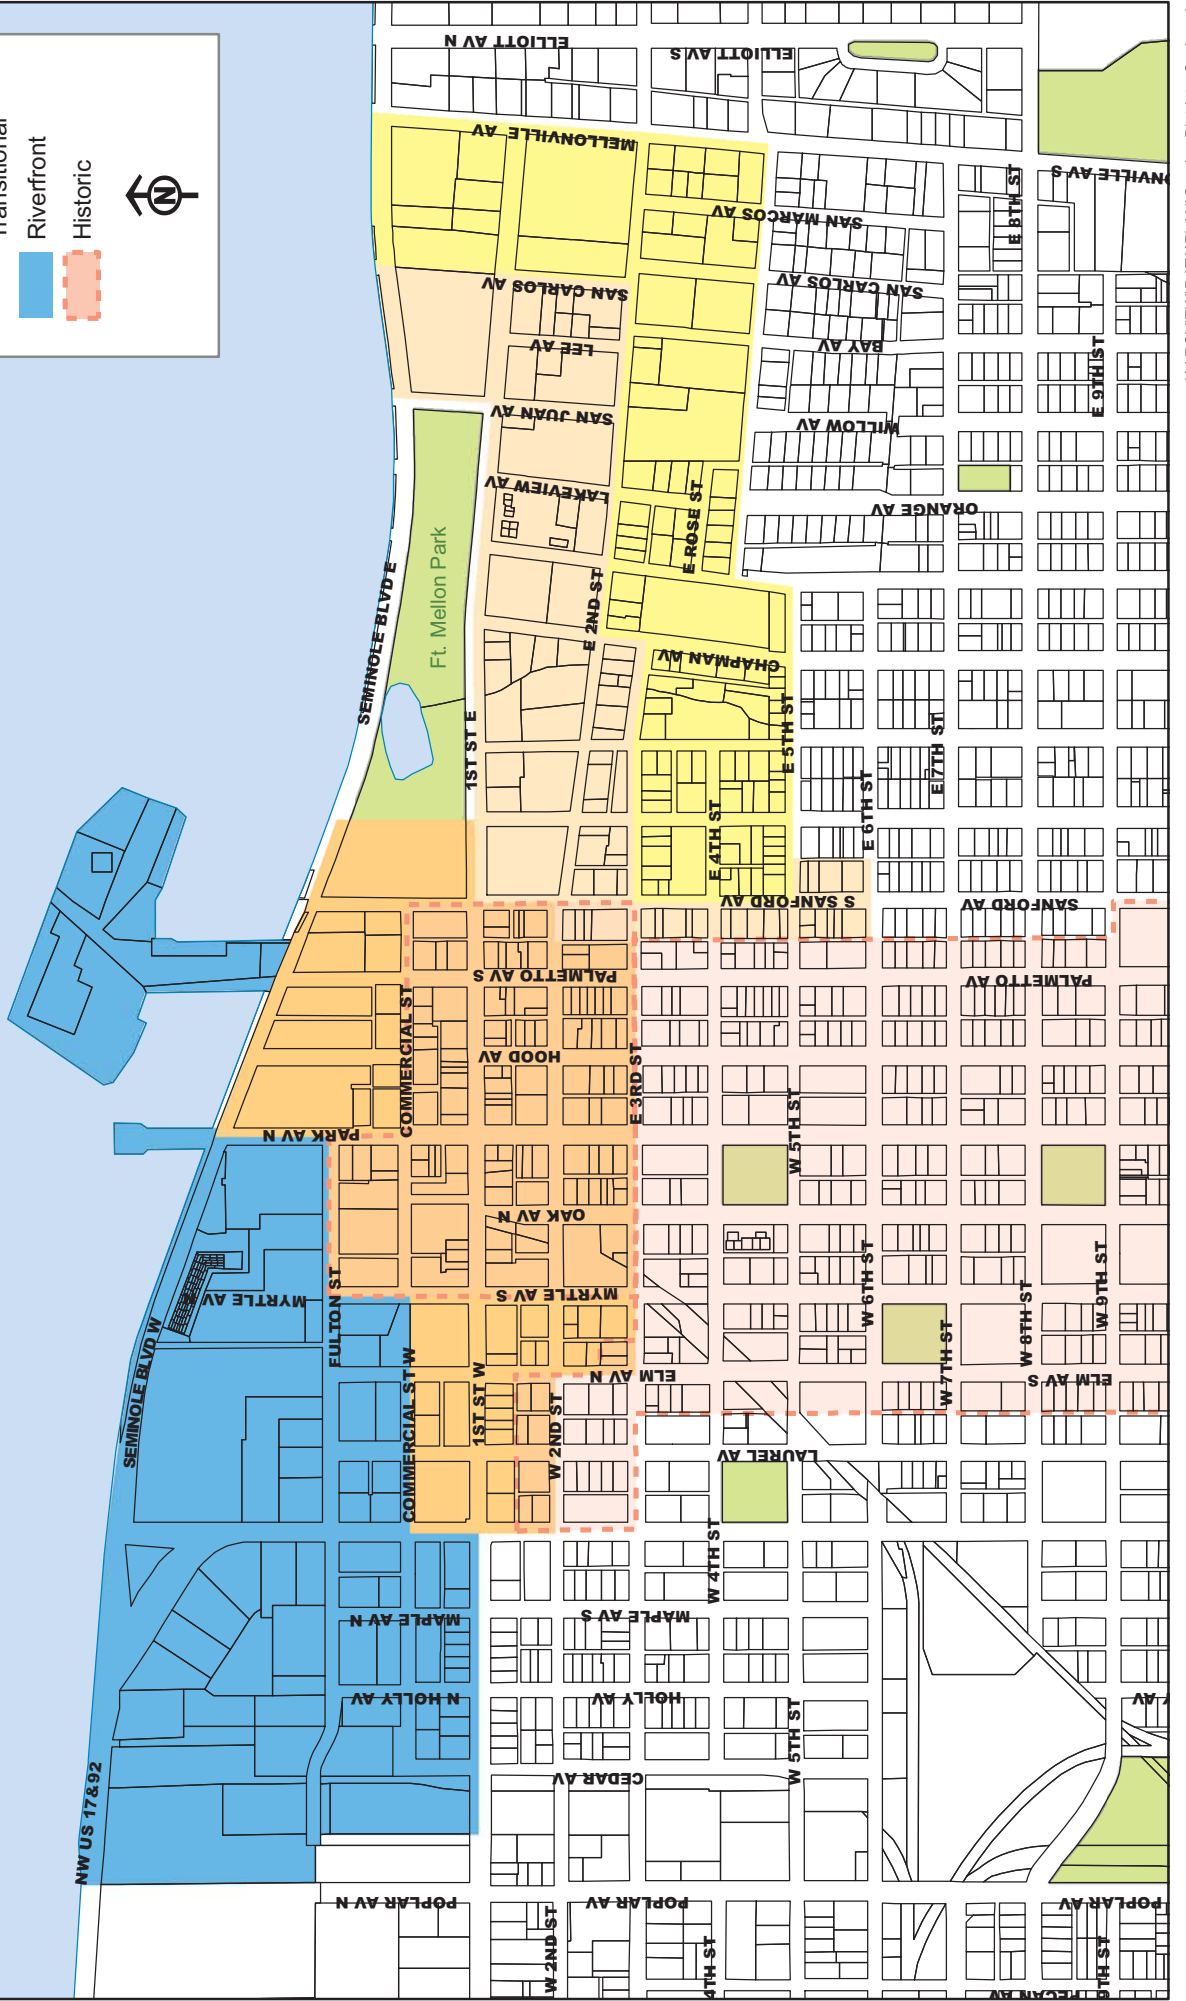 Riverfront
Historic
N
ELLIOTT AV N
ELLIOTT AV S
MELLONVILLE AV
SAN MARCOS AV
E 8TH ST
SAN CARLOS AV
SAN CARLOS AV
LEE AV
BAY AV
E 9TH ST
SAN JUAN AV
WILLOW AV
LAKEVIEW AV
ORANGE AV
E ROSE ST
SEMINOLE BLVD E
Ft. Mellon Park
E 2ND ST
CHAPMAN AV
1ST ST E
E 5TH ST
E 7TH ST
E 6TH ST
E 4TH ST
S SANFORD AV
SANFORD AV
PALMETTO AV S
PALMETTO AV
COMMERCIAL ST
HOOD AV
E 3RD ST
PARK AV N
W 5TH ST
OAK AV N
MYRTLE AV
MYRTLE AV S
FULTON ST
W 6TH ST
W 8TH ST
W 9TH ST
SEMINOLE BLVD W
COMMERCIAL ST W
1ST ST W
ELM AV N
W 7TH ST
ELM AV S
W 2ND ST
LAUREL AV
W 4TH ST
MAPLE AV N
MAPLE AV S
N HOLLY AV
HOLLY AV
W 5TH ST
NW US 17&92
CEDAR AV
POPLAR AV N
POPLAR AV
POPLAR AV
W 2ND ST